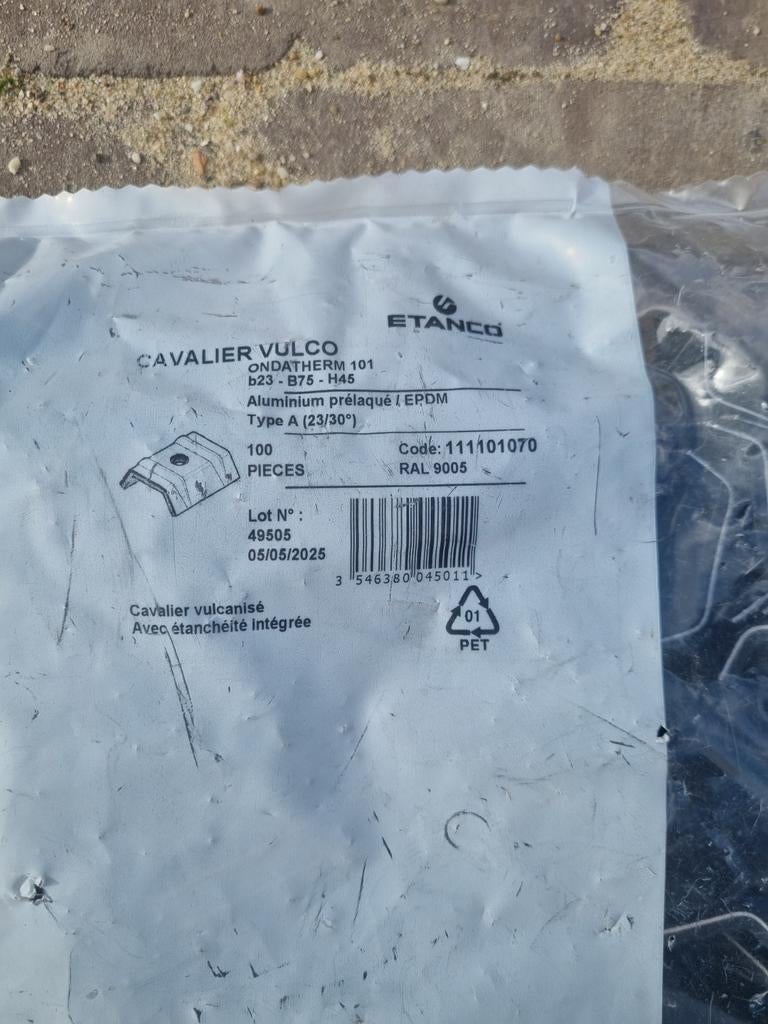 ETANCO
CAVALIER VULCO
ONDATHERM 101
b23 - B75 - H45
Aluminium prélaqué / EPDM
Type A (23/30°)
100
PIECES
Code: 111101070
RAL 9005
Lot N° :
49505
05/05/2025
3 546380 045011 >
Cavalier vulcanisé
Avec étanchéité intégrée
01
PET